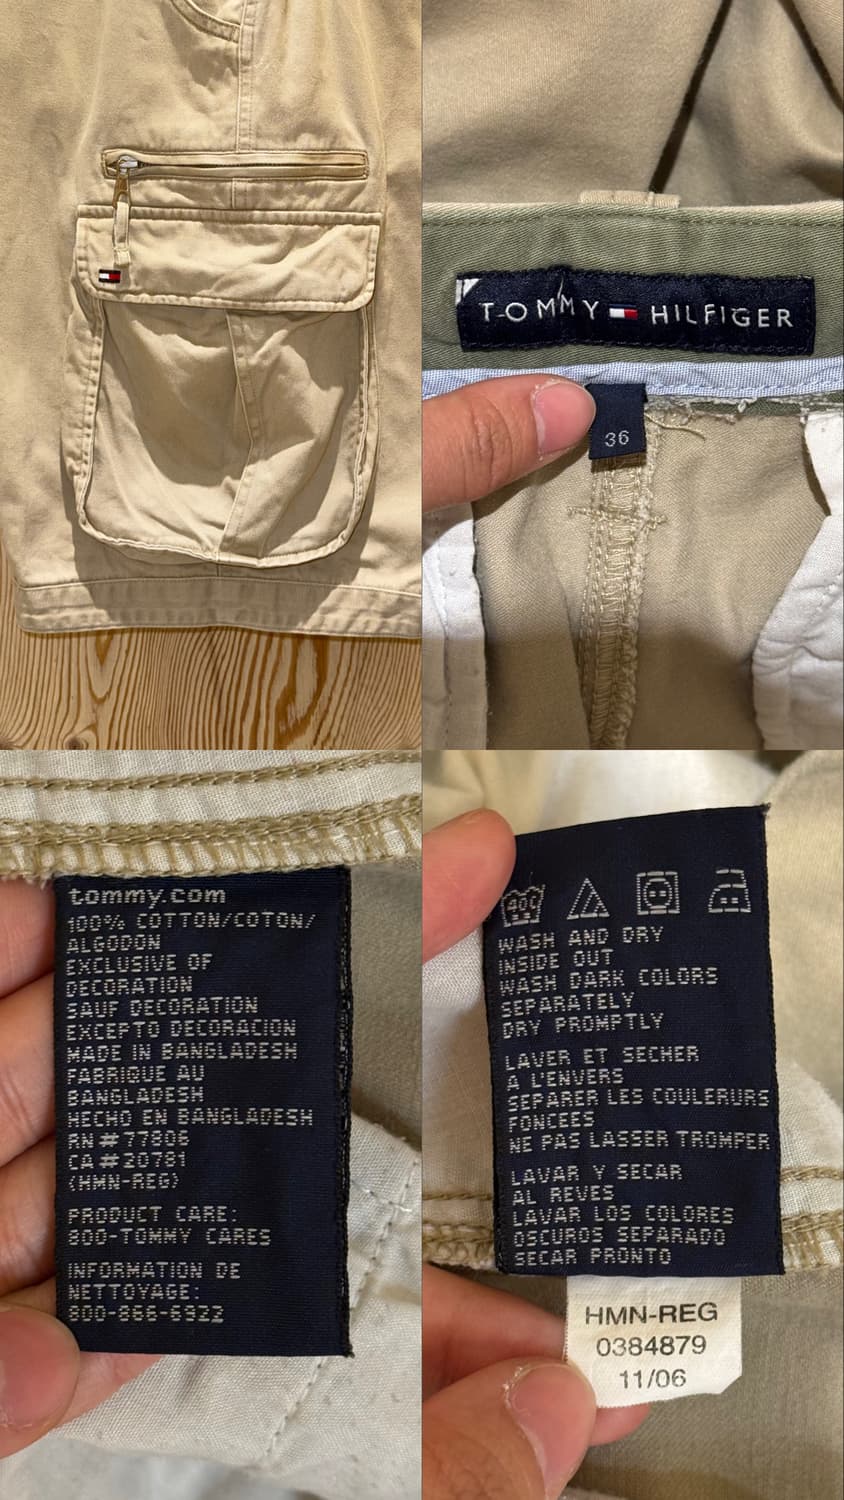 TOMMY HILFIGER
36
tommy.com
100% COTTON/COTON/
ALGODON
EXCLUSIVE OF
DECORATION
SAUF DECORATION
EXCEPTO DECORACION
MADE IN BANGLADESH
FABRIQUE AU
BANGLADESH
HECHO EN BANGLADESH
RN#77806
CA#20781
(HMN-REG)
PRODUCT CARE:
800-TOMMY CARES
INFORMATION DE
NETTOYAGE:
800-866-6922
40C
WASH AND DRY
INSIDE OUT
WASH DARK COLORS
SEPARATELY
DRY PROMPTLY
LAVER ET SECHER
A L'ENVERS
SEPARER LES COULEURUS
FONCEES
NE PAS LASSER TROMPER
LAVAR Y SECAR
AL REVES
LAVAR LOS COLORES
OSCUROS SEPARADO
SECAR PRONTO
HMN-REG
0384879
11/06